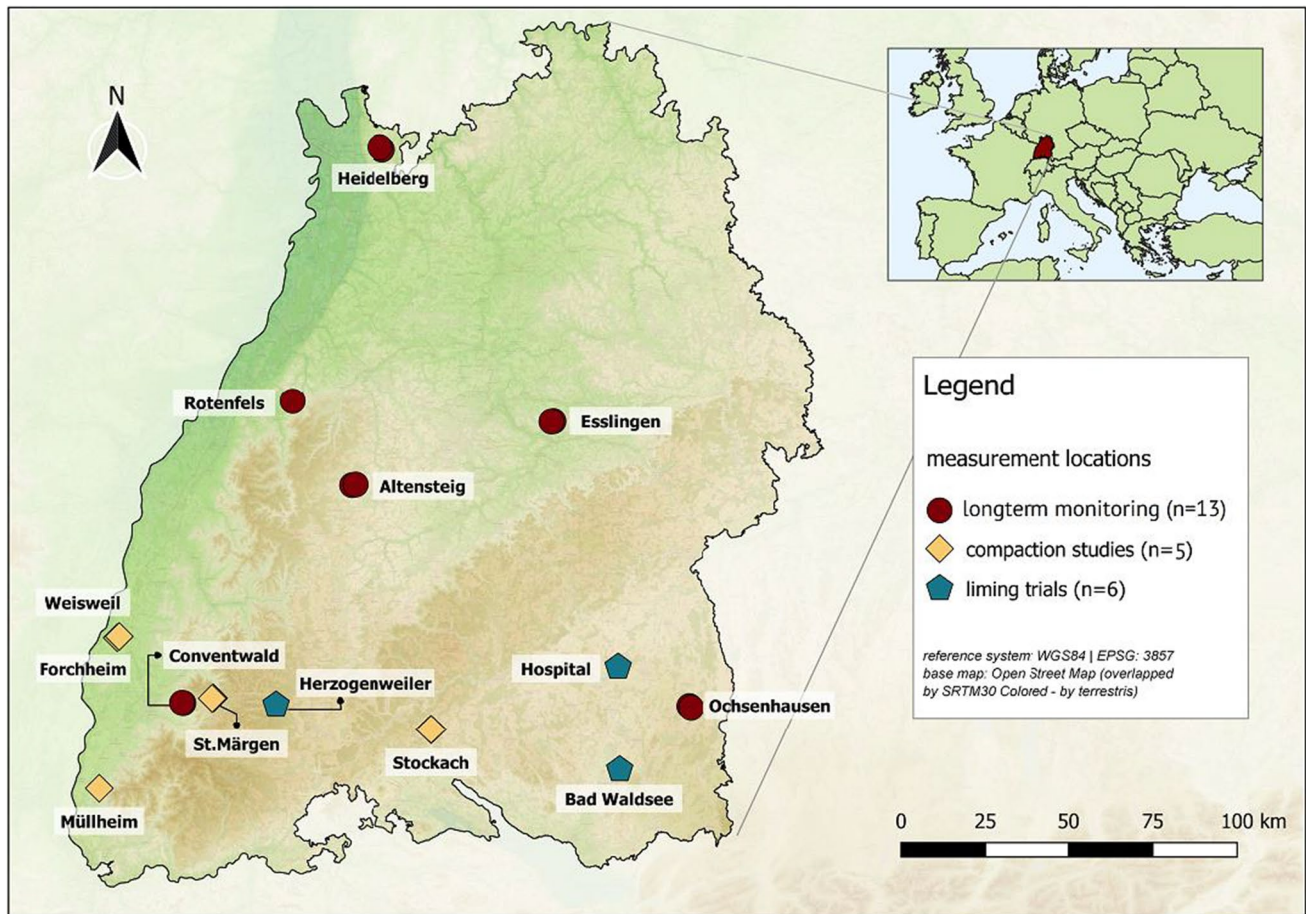 N
Heidelberg
Rotenfels
Esslingen
Altensteig
Weisweil
Forchheim
Conventwald
Herzogenweiler
St.Märgen
Müllheim
Stockach
Hospital
Ochsenhausen
Bad Waldsee
Legend
measurement locations
longterm monitoring (n=13)
compaction studies (n=5)
liming trials (n=6)
reference system: WGS84 | EPSG: 3857
base map: Open Street Map (overlapped
by SRTM30 Colored - by terrestris)
0 25 50 75 100 km